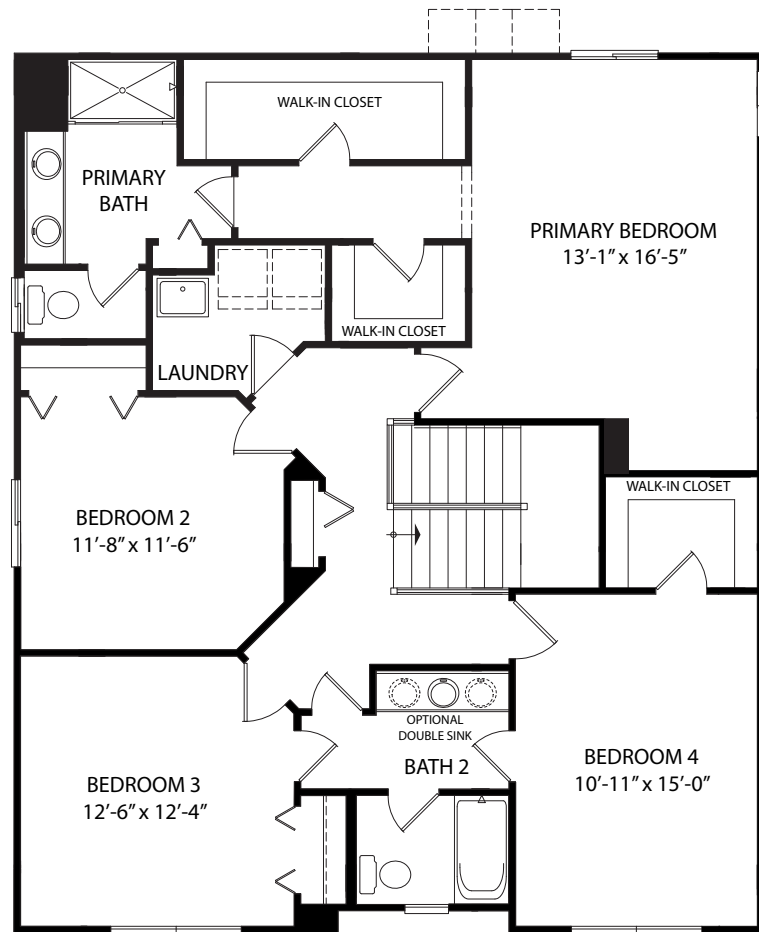 WALK-IN CLOSET
PRIMARY
BATH
PRIMARY BEDROOM
13'-1" x 16'-5"
WALK-IN CLOSET
LAUNDRY
WALK-IN CLOSET
BEDROOM 2
11'-8" x 11'-6"
OPTIONAL
DOUBLE SINK
BATH 2
BEDROOM 4
10'-11" x 15'-0"
BEDROOM 3
12'-6" x 12'-4"